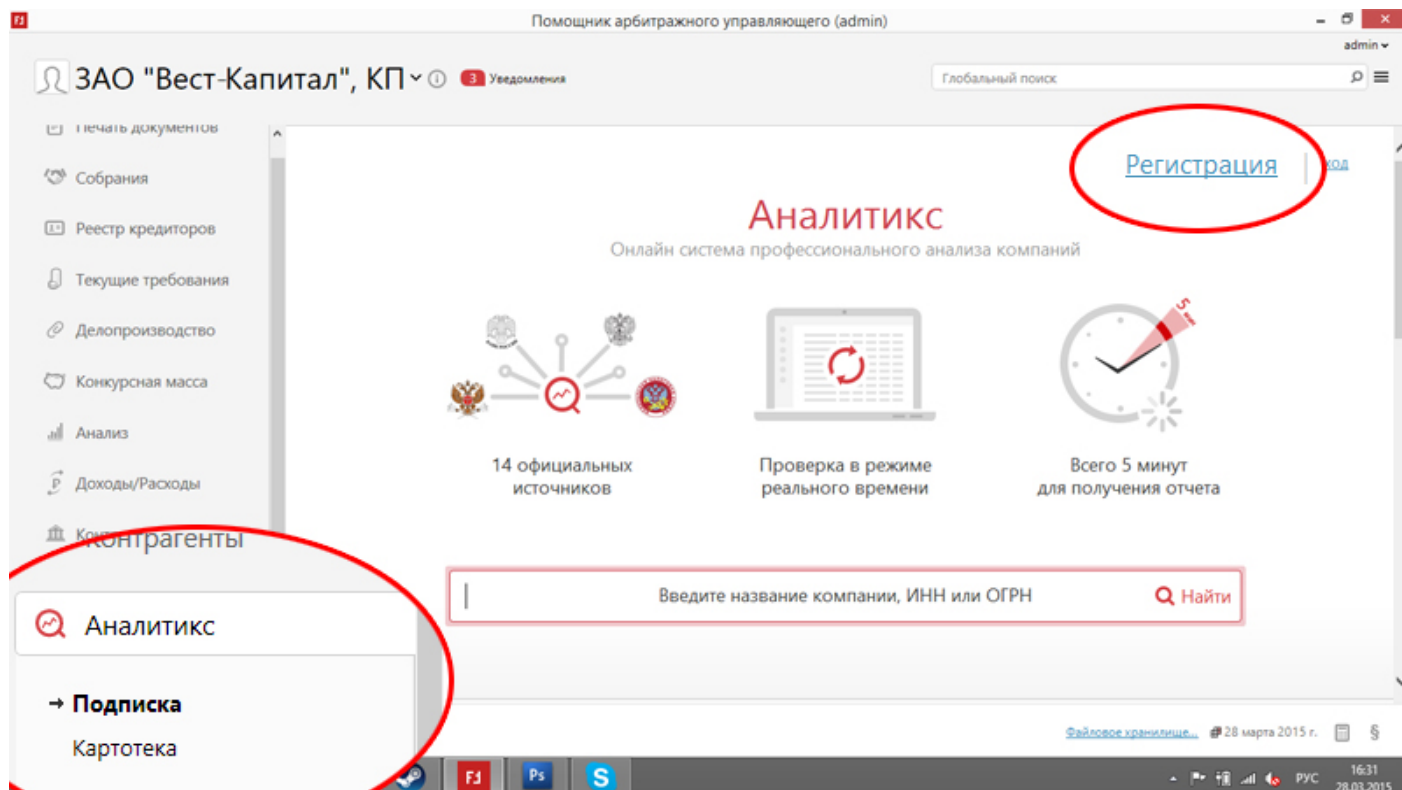 Помощник арбитражного управляющего (admin)
admin
ЗАО "Вест-Капитал", КП
3 Уведомления
Глобальный поиск
Печать документов
Собрания
Реестр кредиторов
Текущие требования
Делопроизводство
Конкурсная масса
Анализ
Доходы/Расходы
Контрагенты
Аналитикс
→ Подписка
Картотека
Регистрация
Аналитикс
Онлайн система профессионального анализа компаний
5 мин
14 официальных
источников
Проверка в режиме
реального времени
Всего 5 минут
для получения отчета
Введите название компании, ИНН или ОГРН
Найти
Файловое хранилище...
28 марта 2015 г.
§
Ps
S
РУС
16:31
28.03.2015